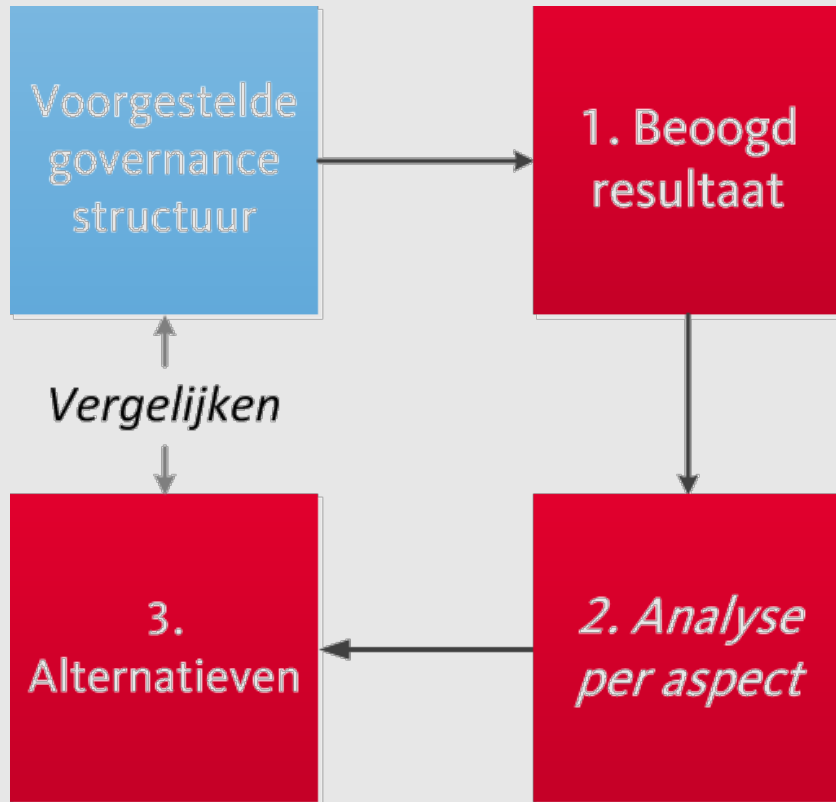 Voorgestelde
governance
structuur
1. Beoogd
resultaat
Vergelijken
3.
Alternatieven
2. Analyse
per aspect